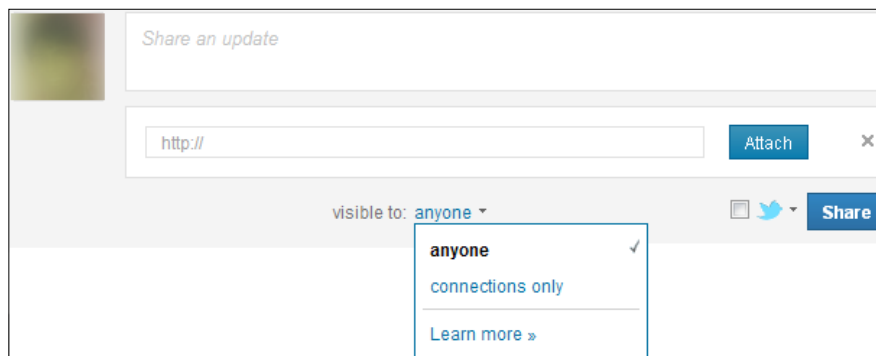 Share an update
http://
Attach
visible to: anyone
Share
anyone
connections only
Learn more »